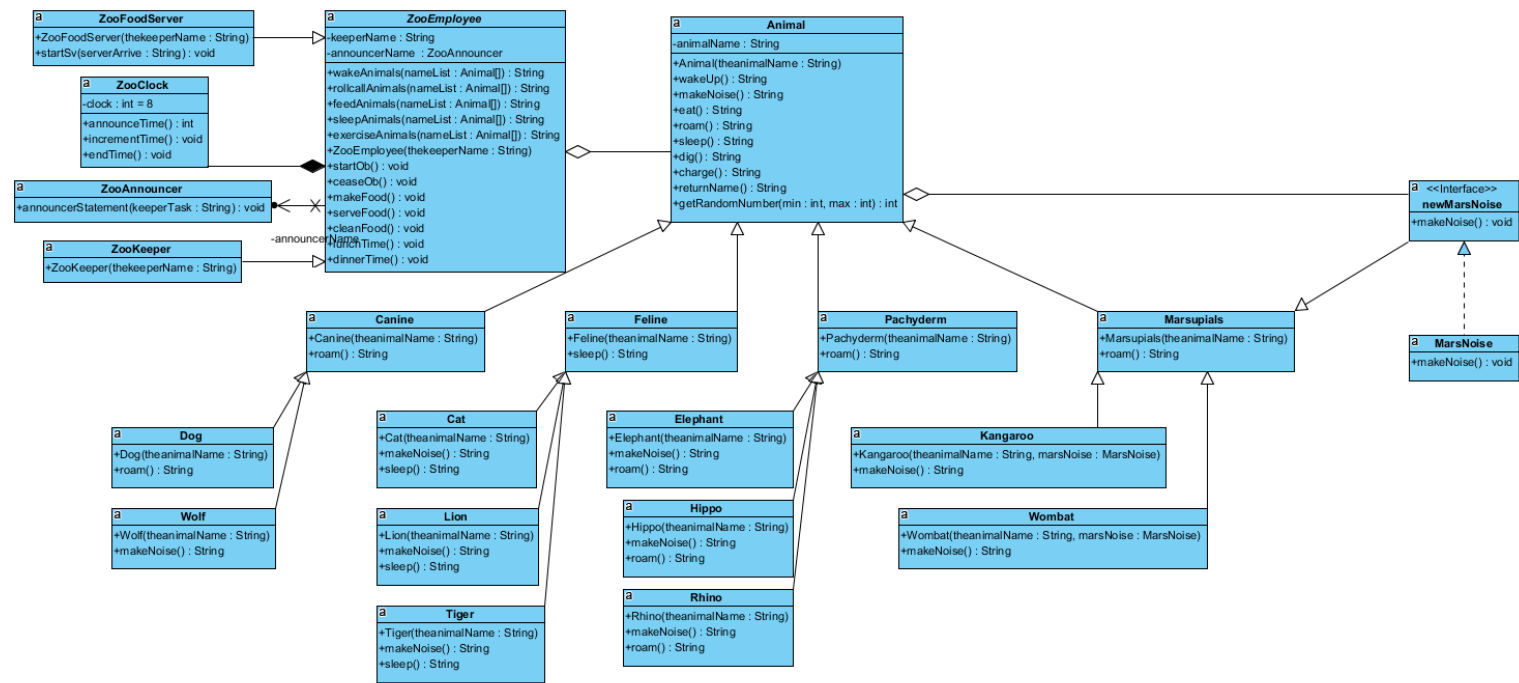 ZooFoodServer
+ZooFoodServer(thekeeperName : String)
+startSv(serverArrive : String) : void
ZooClock
-clock : int = 8
+announceTime() : int
+incrementTime() : void
+endTime() : void
ZooAnnouncer
+announcerStatement(keeperTask : String) : void
ZooKeeper
+ZooKeeper(thekeeperName : String)
ZooEmployee
-keeperName : String
-announcerName : ZooAnnouncer
+wakeAnimals(nameList : Animal[]) : String
+rollcallAnimals(nameList : Animal[]) : String
+feedAnimals(nameList : Animal[]) : String
+sleepAnimals(nameList : Animal[]) : String
+exerciseAnimals(nameList : Animal[]) : String
+ZooEmployee(thekeeperName : String)
+startOb() : void
+ceaseOb() : void
+makeFood() : void
+serveFood() : void
+cleanFood() : void
+lunchTime() : void
+dinnerTime() : void
-announcerName
Animal
-animalName : String
+Animal(theanimalName : String)
+wakeUp() : String
+makeNoise() : String
+eat() : String
+roam() : String
+sleep() : String
+dig() : String
+charge() : String
+returnName() : String
+getRandomNumber(min : int, max : int) : int
<<Interface>>
newMarsNoise
+makeNoise() : void
MarsNoise
+makeNoise() : void
Canine
+Canine(theanimalName : String)
+roam() : String
Feline
+Feline(theanimalName : String)
+sleep() : String
Pachyderm
+Pachyderm(theanimalName : String)
+roam() : String
Marsupials
+Marsupials(theanimalName : String)
+roam() : String
Dog
+Dog(theanimalName : String)
+roam() : String
Wolf
+Wolf(theanimalName : String)
+makeNoise() : String
Cat
+Cat(theanimalName : String)
+makeNoise() : String
+sleep() : String
Lion
+Lion(theanimalName : String)
+makeNoise() : String
+sleep() : String
Tiger
+Tiger(theanimalName : String)
+makeNoise() : String
+sleep() : String
Elephant
+Elephant(theanimalName : String)
+makeNoise() : String
+roam() : String
Hippo
+Hippo(theanimalName : String)
+makeNoise() : String
+roam() : String
Rhino
+Rhino(theanimalName : String)
+makeNoise() : String
+roam() : String
Kangaroo
+Kangaroo(theanimalName : String, marsNoise : MarsNoise)
+makeNoise() : String
Wombat
+Wombat(theanimalName : String, marsNoise : MarsNoise)
+makeNoise() : String